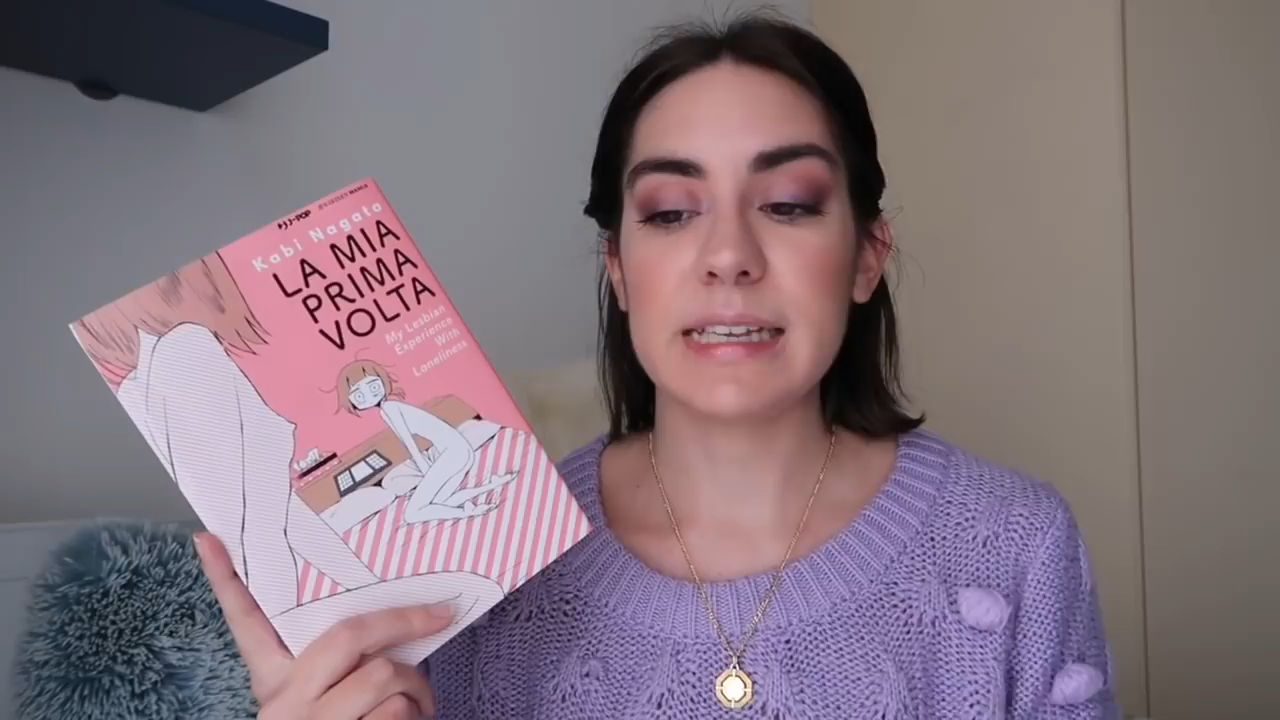 J-POP
Kabi Nagata
LA MIA
PRIMA
VOLTA
My Lesbian
Experience
With
Loneliness